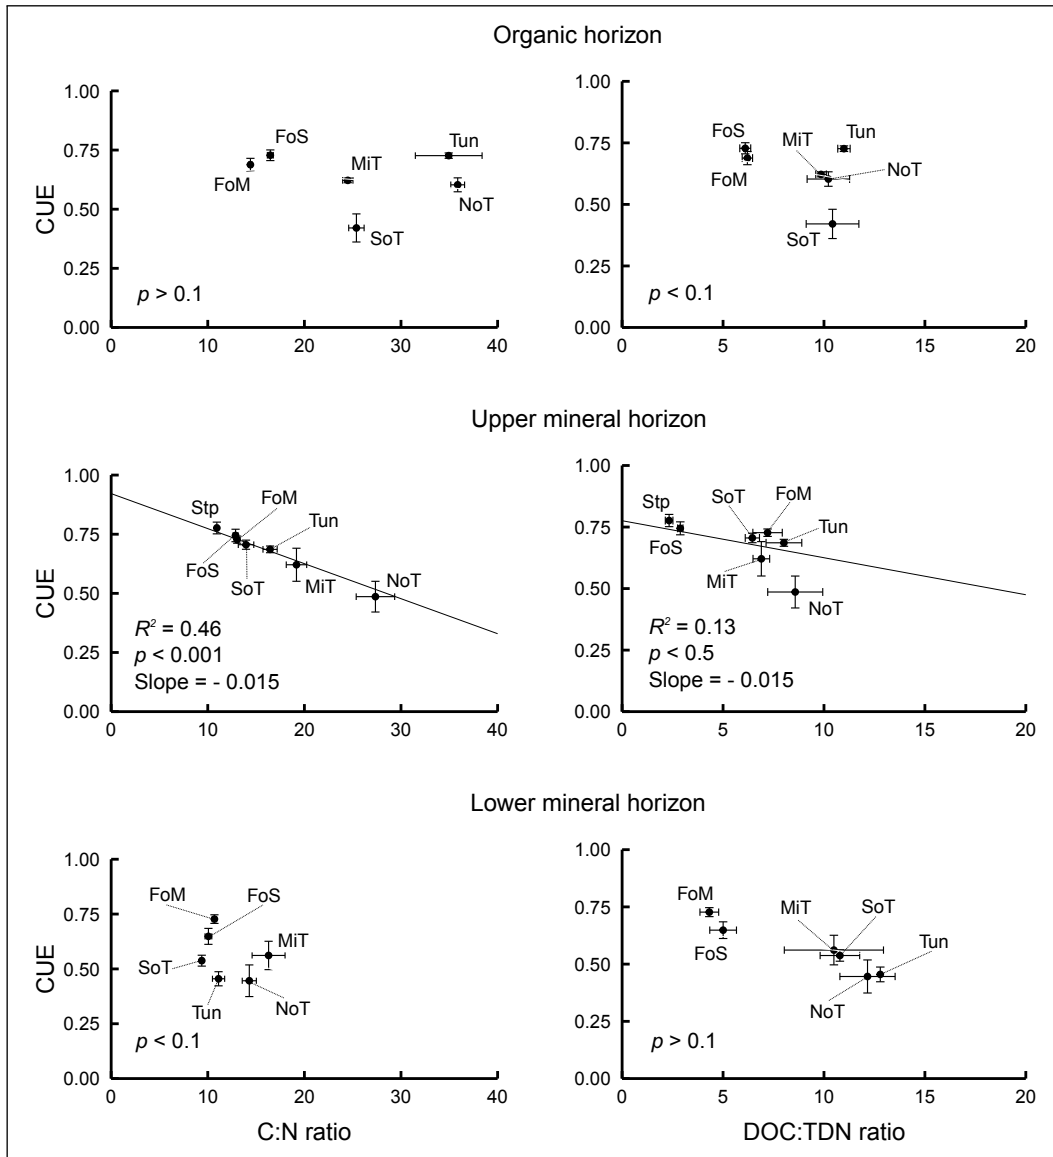 Organic horizon
1.00
0.75
0.50
0.25
0.00
CUE
FoS
FoM
MiT
SoT
Tun
NoT
p > 0.1
0
10
20
30
40
1.00
0.75
0.50
0.25
0.00
FoS
FoM
MiT
Tun
NoT
SoT
p < 0.1
0
5
10
15
20
Upper mineral horizon
1.00
0.75
0.50
0.25
0.00
CUE
Stp
FoM
Tun
FoS
SoT
MiT
NoT
R² = 0.46
p < 0.001
Slope = - 0.015
0
10
20
30
40
1.00
0.75
0.50
0.25
0.00
Stp
SoT
FoM
Tun
FoS
MiT
NoT
R² = 0.13
p < 0.5
Slope = - 0.015
0
5
10
15
20
Lower mineral horizon
1.00
0.75
0.50
0.25
0.00
CUE
FoM
FoS
SoT
MiT
Tun
NoT
p < 0.1
0
10
20
30
40
C:N ratio
1.00
0.75
0.50
0.25
0.00
FoM
FoS
MiT
SoT
Tun
NoT
p > 0.1
0
5
10
15
20
DOC:TDN ratio